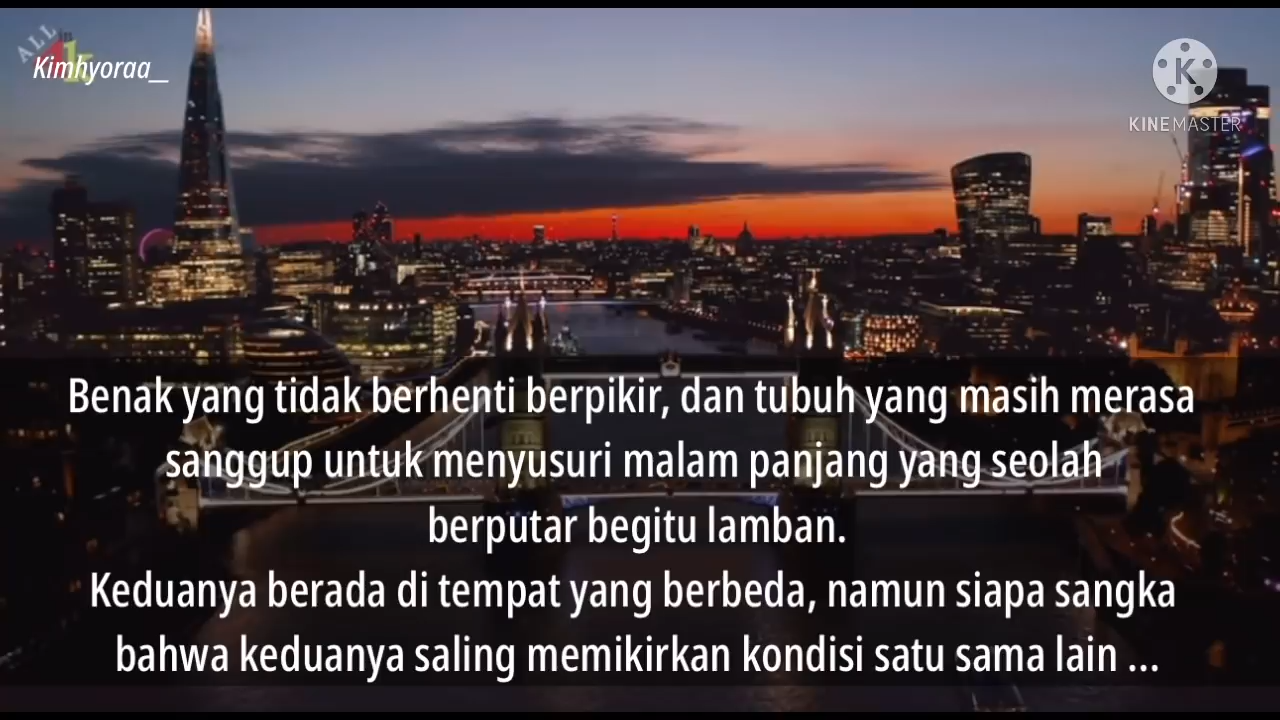 ALL
Kimhyoraa_
KINEMASTER
Benak yang tidak berhenti berpikir, dan tubuh yang masih merasa
sanggup untuk menyusuri malam panjang yang seolah
berputar begitu lamban.
Keduanya berada di tempat yang berbeda, namun siapa sangka
bahwa keduanya saling memikirkan kondisi satu sama lain ...